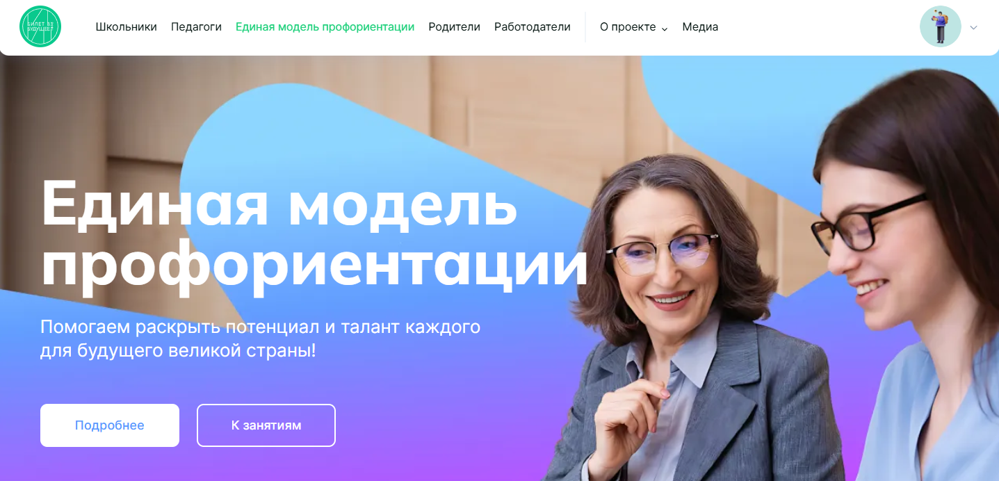 БИЛЕТ В
БУДУЩЕЕ
Школьники Педагоги Единая модель профориентации Родители Работодатели О проекте Медиа
Единая модель
профориентации
Помогаем раскрыть потенциал и талант каждого
для будущего великой страны!
Подробнее К занятиям